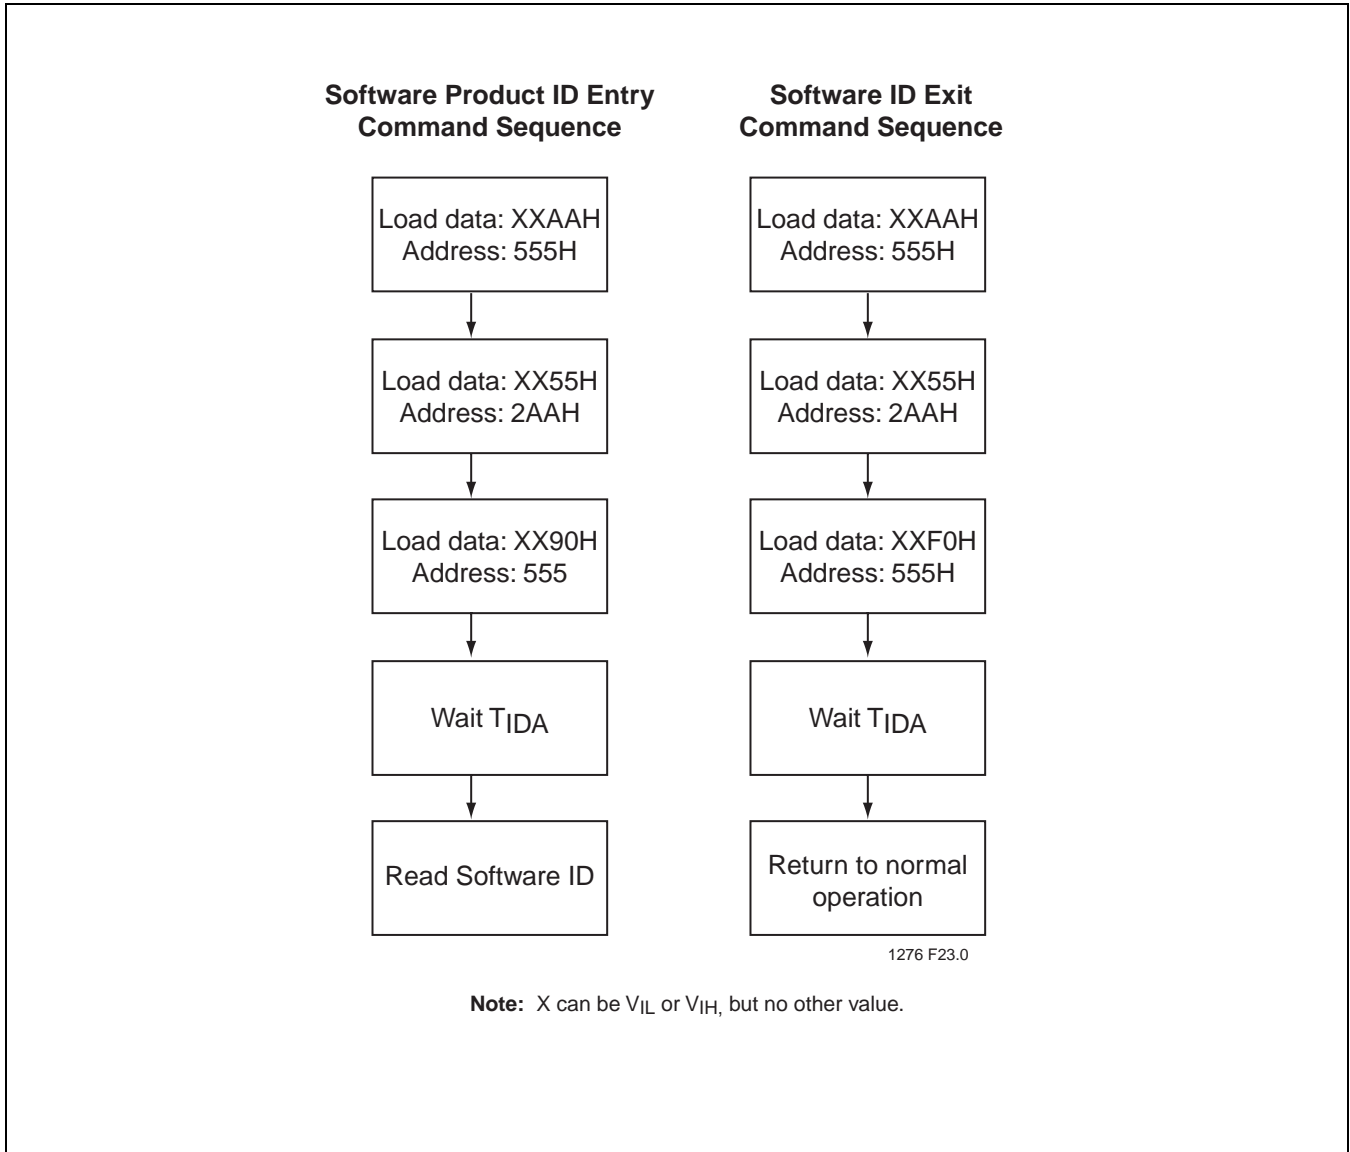 Software Product ID Entry
Command Sequence
Load data: XXAAH
Address: 555H
Load data: XX55H
Address: 2AAH
Load data: XX90H
Address: 555
Wait TIDA
Read Software ID
Software ID Exit
Command Sequence
Load data: XXAAH
Address: 555H
Load data: XX55H
Address: 2AAH
Load data: XXF0H
Address: 555H
Wait TIDA
Return to normal
operation
1276 F23.0
Note: X can be VIL or VIH, but no other value.